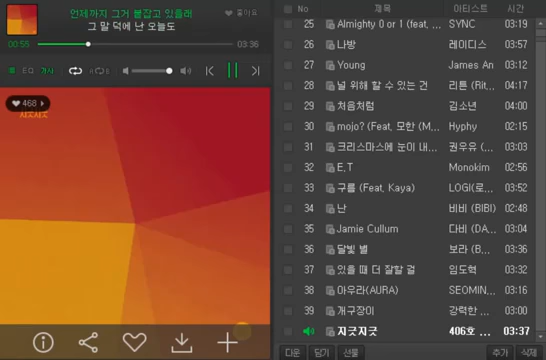 언제까지 그거 붙잡고 있을래
그 말 덕에 난 오늘도
좋아요
00:55 03:36
EQ 가사
468
지긋지긋
No 제목 아티스트 시간
25 Almighty 0 or 1 (feat, ... SYNC 03:19
26 나방 레이디스 03:57
27 Young James An 03:12
28 널 위해 할 수 있는 건 리튼 (Rit... 04:17
29 처음처럼 김소년 04:00
30 mojo? (Feat, 모한 (M... Hyphy 02:15
31 크리스마스에 눈이 내... 권우유 (... 03:03
32 E.T Monokim 02:56
33 구름 (Feat, Kaya) LOGI(로... 03:52
34 난 비비 (BIBI) 02:48
35 Jamie Cullum 다비 (DA... 03:04
36 달빛 별 보라 (B... 03:30
37 있을 때 더 잘할 걸 임도혁 03:32
38 아우라(AURA) SEOMIN... 03:16
39 개구장이 강력한 ... 03:00
지긋지긋 406호 ... 03:37
다운 담기 선물 추가 삭제